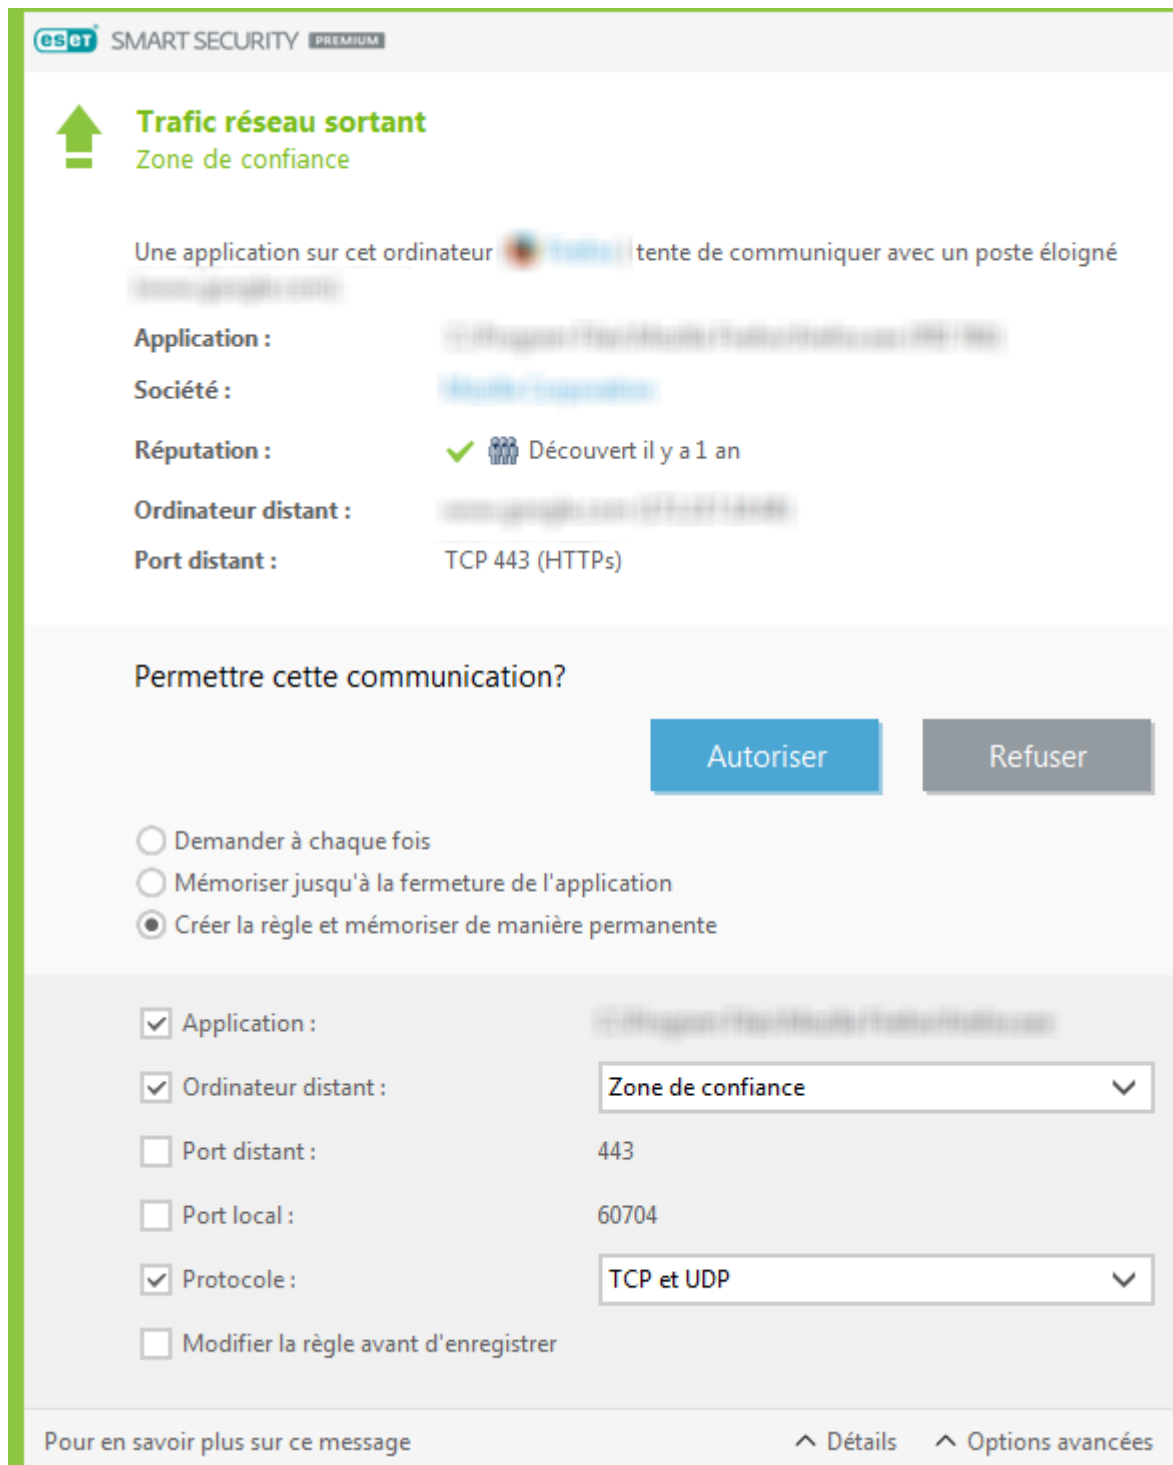 eseT SMART SECURITY PREMIUM
Trafic réseau sortant
Zone de confiance
Une application sur cet ordinateur tente de communiquer avec un poste éloigné
Application :
Société :
Réputation : Découvert il y a 1 an
Ordinateur distant :
Port distant : TCP 443 (HTTPs)
Permettre cette communication?
Autoriser Refuser
Demander à chaque fois
Mémoriser jusqu'à la fermeture de l'application
Créer la règle et mémoriser de manière permanente
Application :
Ordinateur distant : Zone de confiance
Port distant : 443
Port local : 60704
Protocole : TCP et UDP
Modifier la règle avant d'enregistrer
Pour en savoir plus sur ce message Détails Options avancées